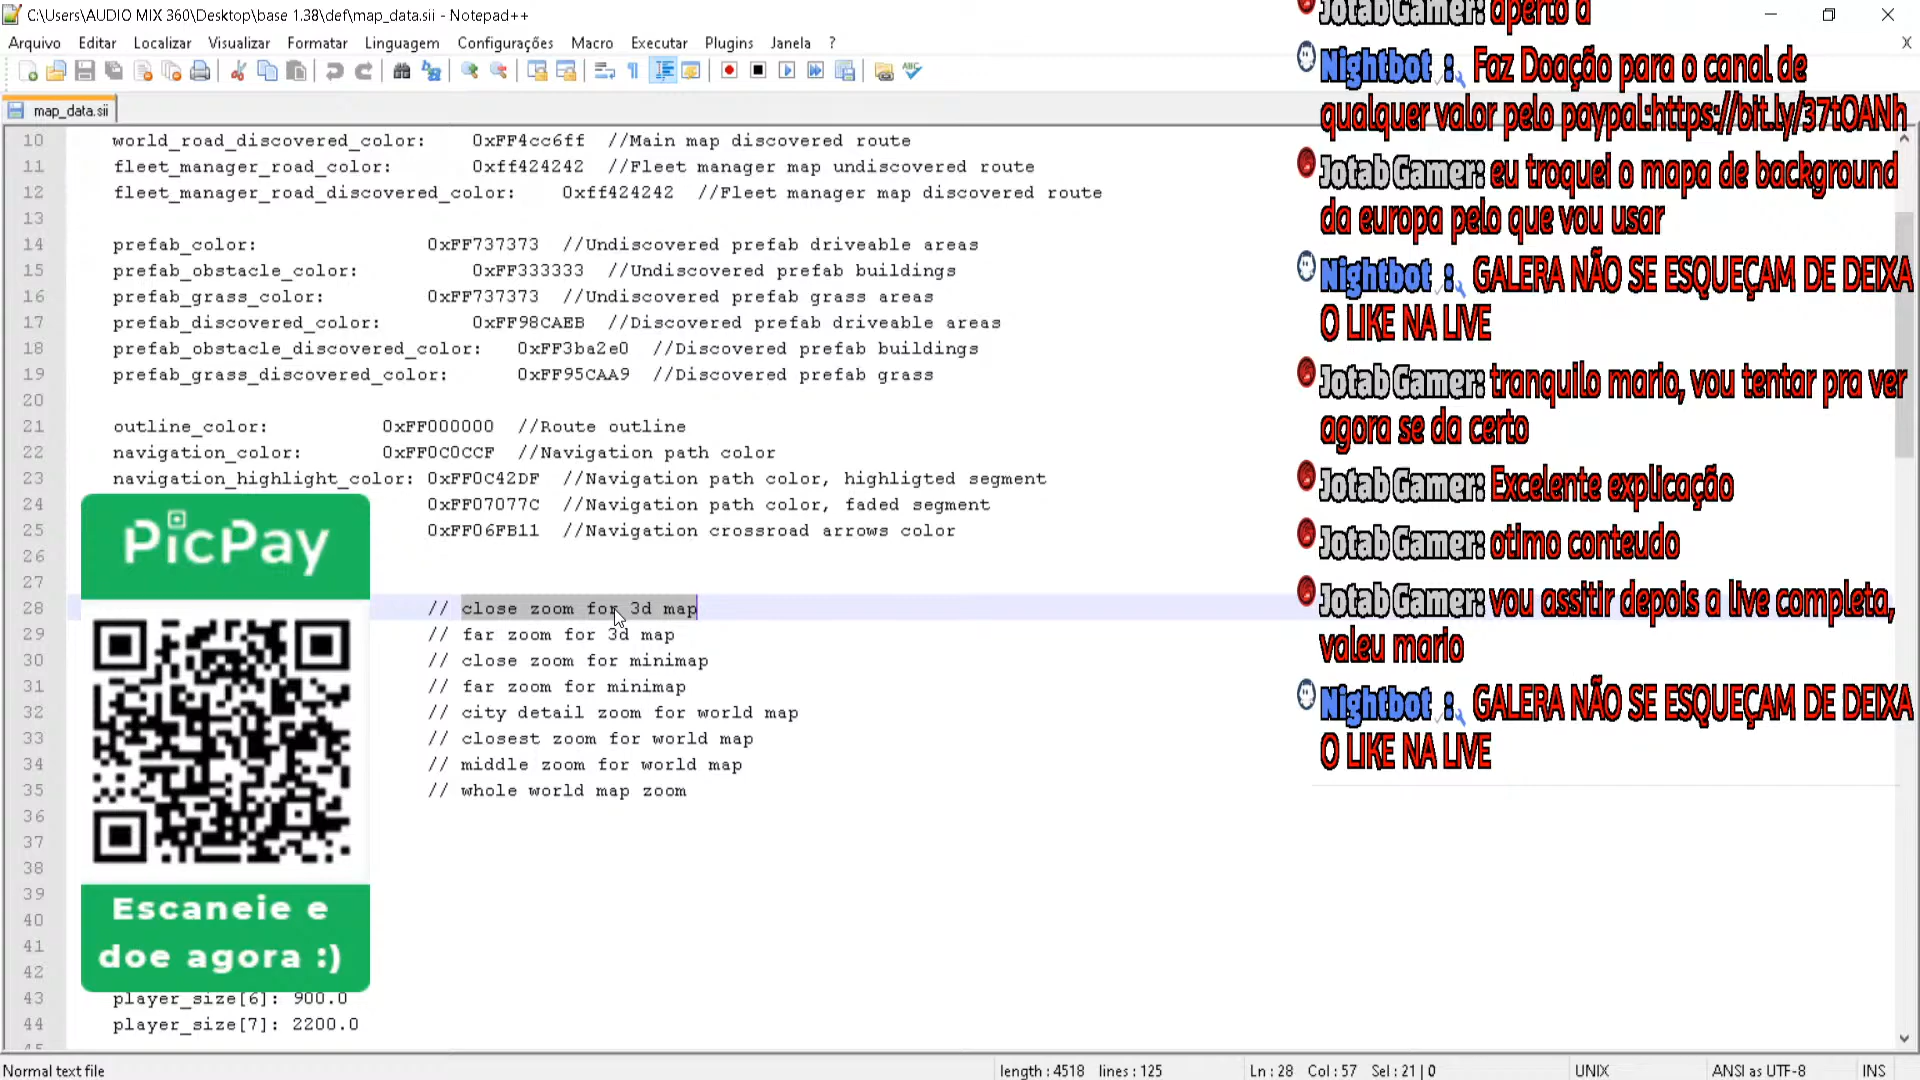 C:\Users\AUDIO MIX 360\Desktop\base 1.38\def\map_data.sii - Notepad++
Arquivo Editar Localizar Visualizar Formatar Linguagem Configurações Macro Executar Plugins Janela ?
map_data.sii
10 world_road_discovered_color: 0xFF4cc6ff //Main map discovered route
11 fleet_manager_road_color: 0xff424242 //Fleet manager map undiscovered route
12 fleet_manager_road_discovered_color: 0xff424242 //Fleet manager map discovered route
13
14 prefab_color: 0xFF737373 //Undiscovered prefab driveable areas
15 prefab_obstacle_color: 0xFF333333 //Undiscovered prefab buildings
16 prefab_grass_color: 0xFF737373 //Undiscovered prefab grass areas
17 prefab_discovered_color: 0xFF98CAEB //Discovered prefab driveable areas
18 prefab_obstacle_discovered_color: 0xFF3ba2e0 //Discovered prefab buildings
19 prefab_grass_discovered_color: 0xFF95CAA9 //Discovered prefab grass
20
21 outline_color: 0xFF000000 //Route outline
22 navigation_color: 0xFF0C0CCF //Navigation path color
23 navigation_highlight_color: 0xFF0C42DF //Navigation path color, highligted segment
24 0xFF07077C //Navigation path color, faded segment
25 0xFF06FB11 //Navigation crossroad arrows color
26
27
28 // close zoom for 3d map
29 // far zoom for 3d map
30 // close zoom for minimap
31 // far zoom for minimap
32 // city detail zoom for world map
33 // closest zoom for world map
34 // middle zoom for world map
35 // whole world map zoom
36
37
38
39
40
41
42
43 player_size[6]: 900.0
44 player_size[7]: 2200.0
45
PicPay
Escaneie e
doe agora :)
JotabGamer: aperto a
Nightbot : Faz Doação para o canal de
qualquer valor pelo paypal:https://bit.ly/37tOANh
JotabGamer: eu troquei o mapa de background
da europa pelo que vou usar
Nightbot : GALERA NÃO SE ESQUEÇAM DE DEIXA
O LIKE NA LIVE
JotabGamer: tranquilo mario, vou tentar pra ver
agora se da certo
JotabGamer: Excelente explicação
JotabGamer: otimo conteudo
JotabGamer: vou assitir depois a live completa,
valeu mario
Nightbot : GALERA NÃO SE ESQUEÇAM DE DEIXA
O LIKE NA LIVE
Normal text file length : 4518 lines : 125 Ln : 28 Col : 57 Sel : 21 | 0 UNIX ANSI as UTF-8 INS